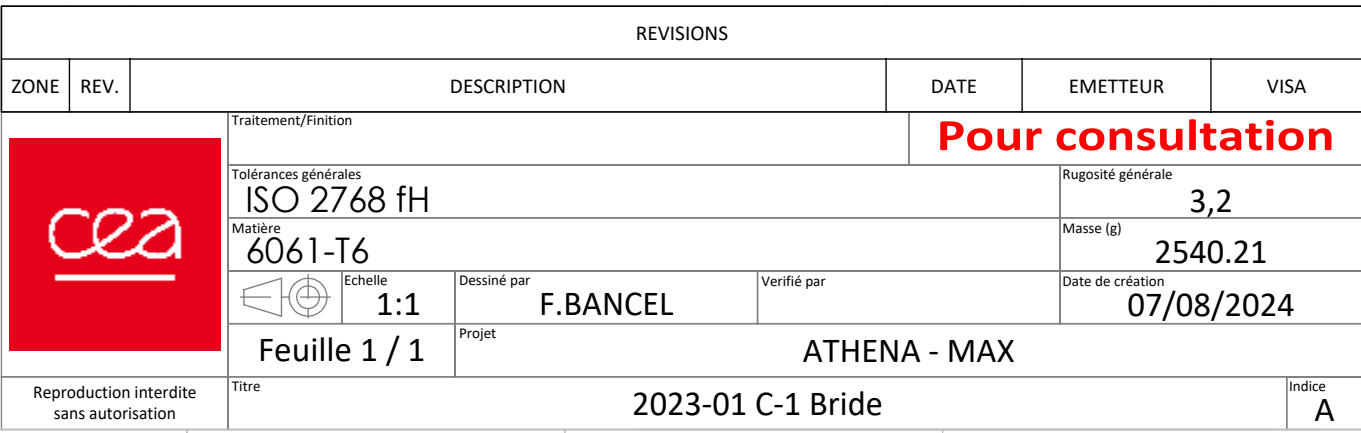 REVISIONS
ZONE REV. DESCRIPTION DATE EMETTEUR VISA
Traitement/Finition
Pour consultation
Tolérances générales
ISO 2768 fH
Rugosité générale
3,2
Matière
6061-T6
Masse (g)
2540.21
cea
Echelle
1:1
Dessiné par
F.BANCEL
Verifié par
Date de création
07/08/2024
Feuille 1 / 1
Projet
ATHENA - MAX
Reproduction interdite
sans autorisation
Titre
2023-01 C-1 Bride
Indice
A